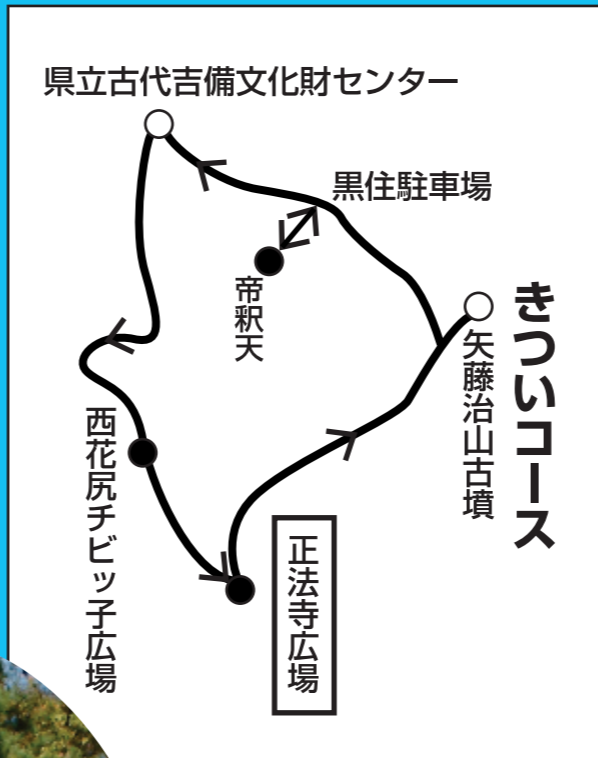 県立古代吉備文化財センター
黒住駐車場
帝釈天
きついコース
矢藤治山古墳
西花尻チビッ子広場
正法寺広場